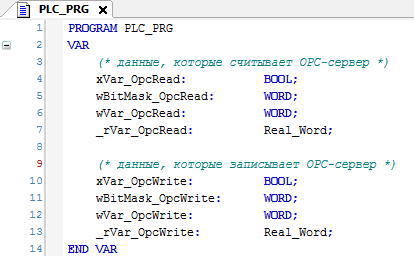 PLC_PRG
1 PROGRAM PLC_PRG
2 VAR
3 (* данные, которые считывает OPC-сервер *)
4 xVar_OpcRead: BOOL;
5 wBitMask_OpcRead: WORD;
6 wVar_OpcRead: WORD;
7 _rVar_OpcRead: Real_Word;
8
9 (* данные, которые записывает OPC-сервер *)
10 xVar_OpcWrite: BOOL;
11 wBitMask_OpcWrite: WORD;
12 wVar_OpcWrite: WORD;
13 _rVar_OpcWrite: Real_Word;
14 END_VAR